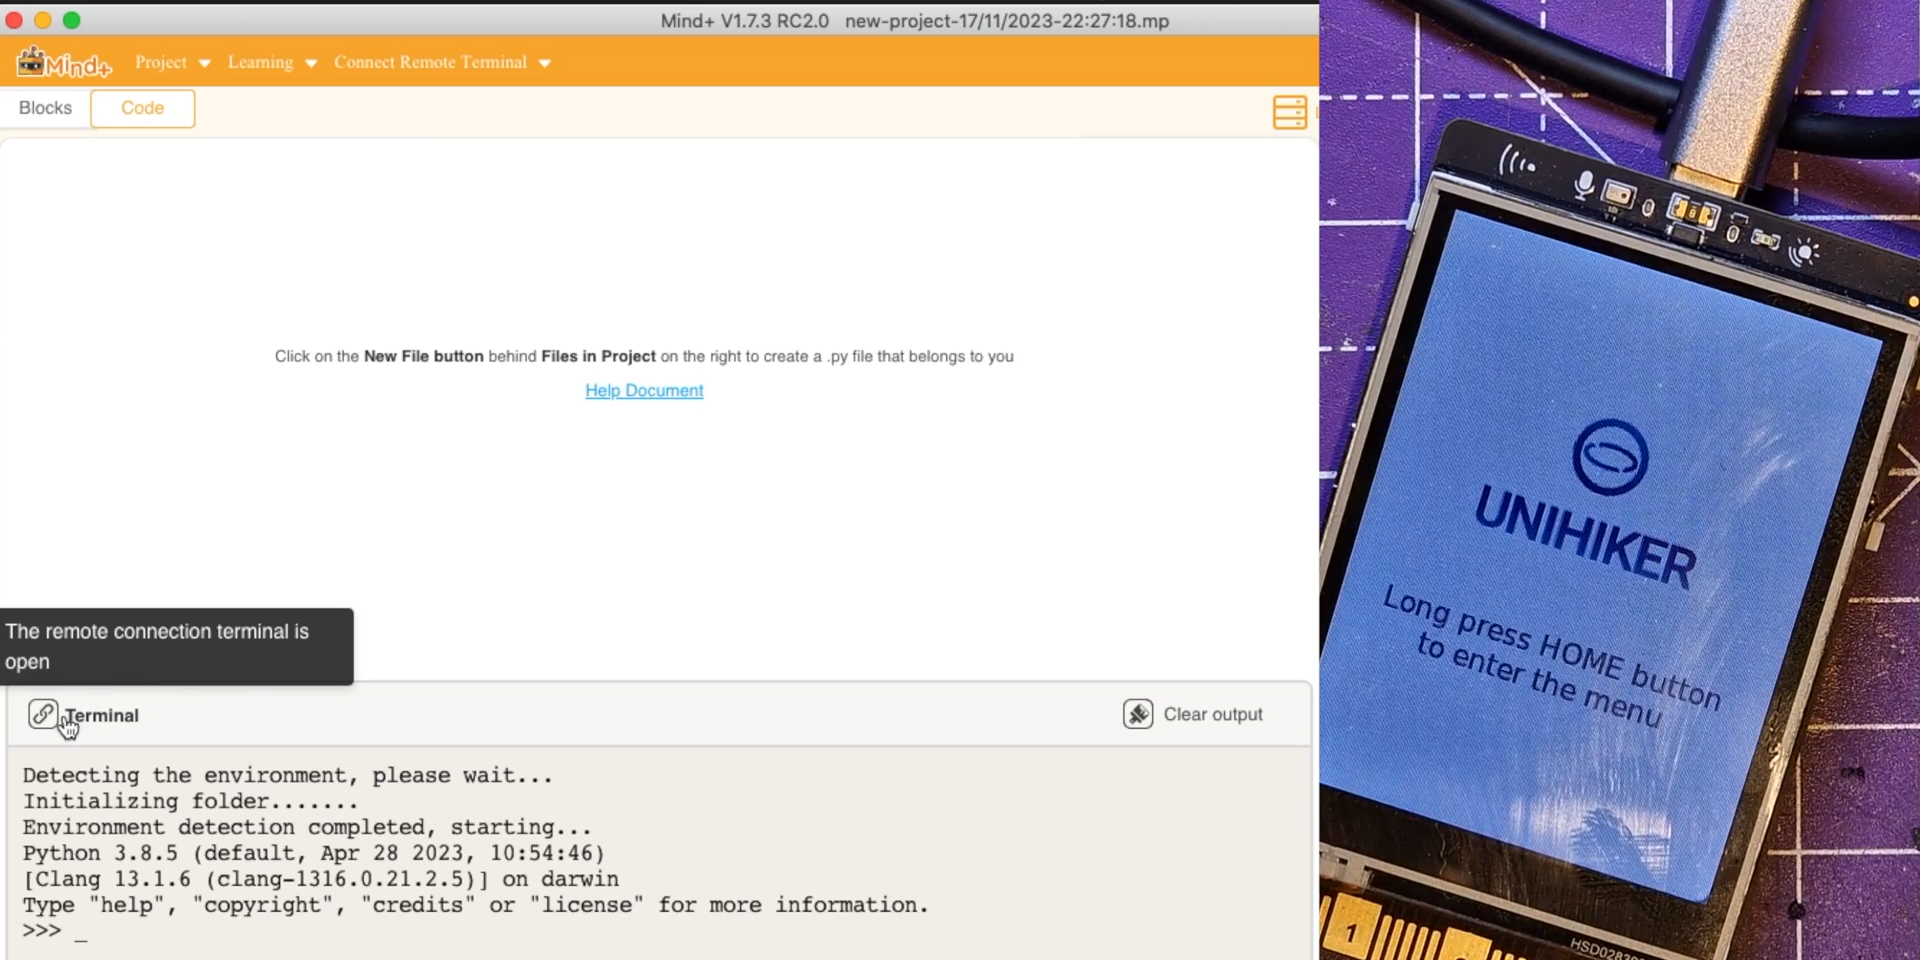 Mind+ V1.7.3 RC2.0 new-project-17/11/2023-22:27:18.mp
Mind+ Project Learning Connect Remote Terminal
Blocks Code
Click on the New File button behind Files in Project on the right to create a .py file that belongs to you
Help Document
The remote connection terminal is
open
Terminal Clear output
Detecting the environment, please wait...
Initializing folder.......
Environment detection completed, starting...
Python 3.8.5 (default, Apr 28 2023, 10:54:46)
[Clang 13.1.6 (clang-1316.0.21.2.5)] on darwin
Type "help", "copyright", "credits" or "license" for more information.
>>> _
UNIHIKER
Long press HOME button
to enter the menu
1